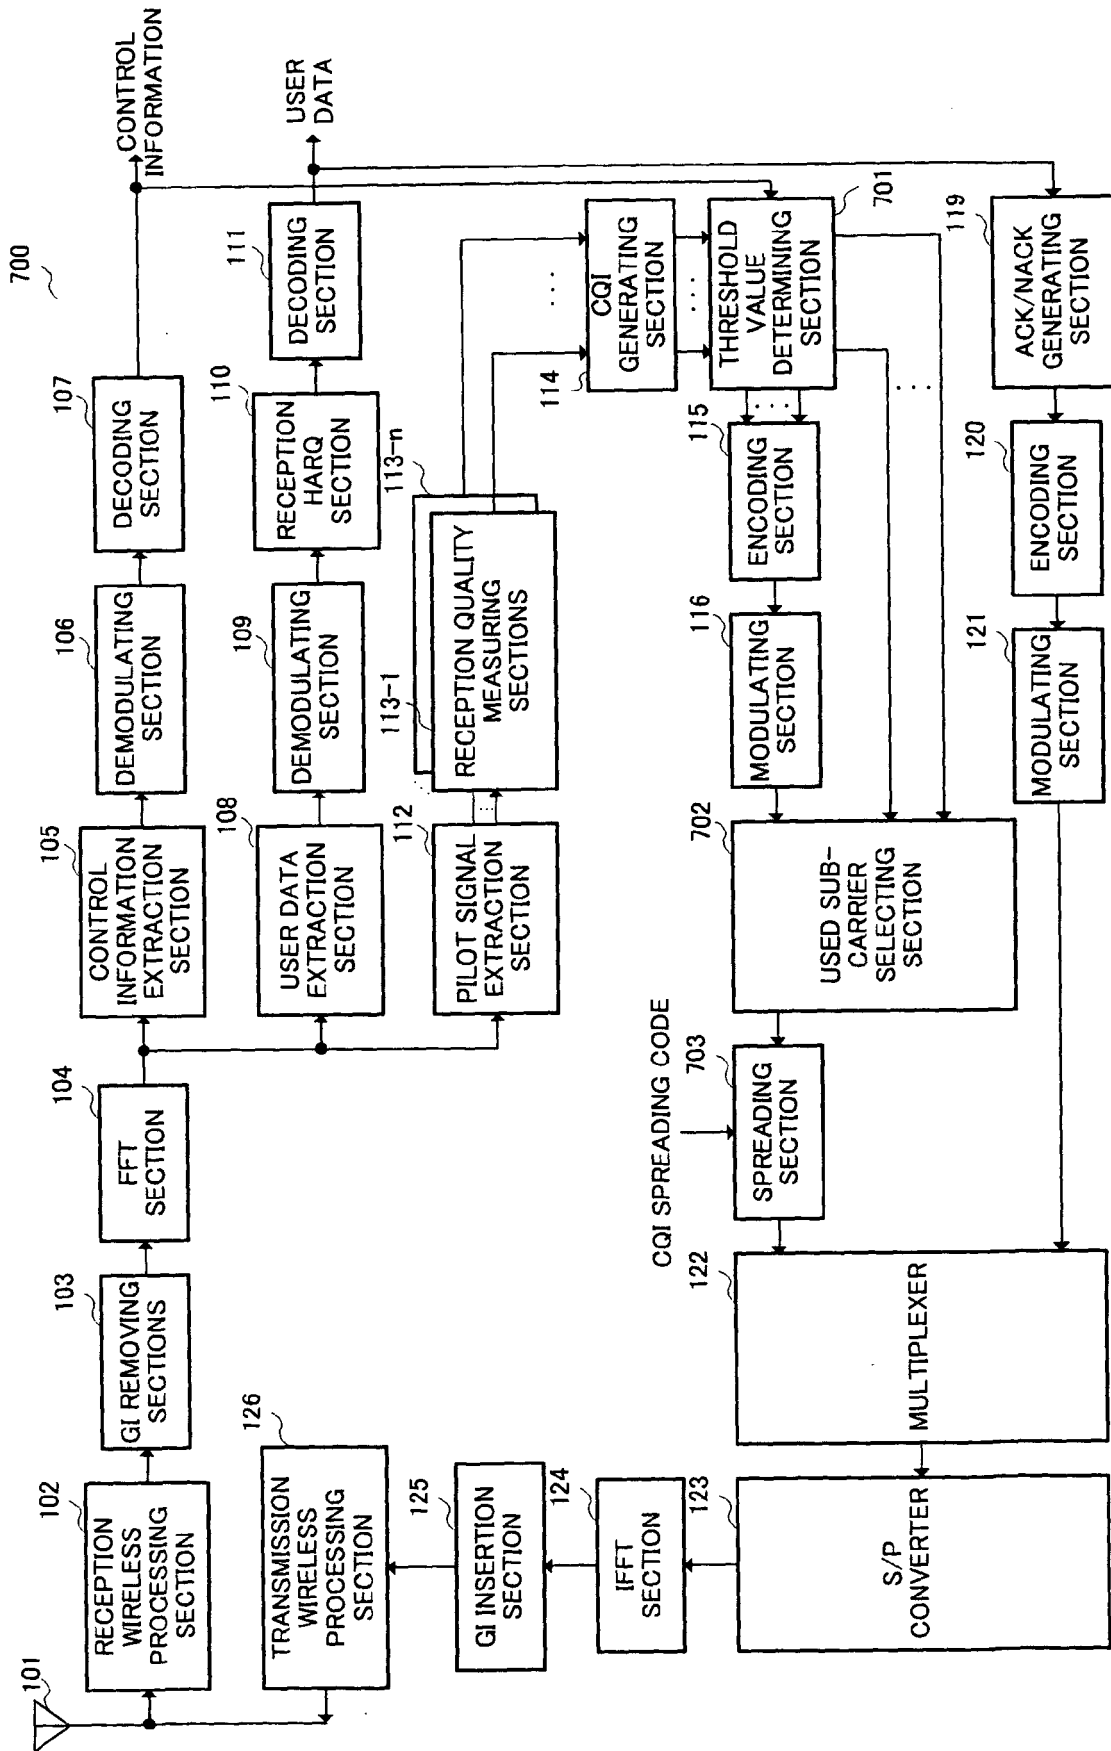 700
101
102
RECEPTION
WIRELESS
PROCESSING
SECTION
103
GI REMOVING
SECTIONS
104
FFT
SECTION
105
CONTROL
INFORMATION
EXTRACTION
SECTION
106
DEMODULATING
SECTION
107
DECODING
SECTION
CONTROL
INFORMATION
108
USER DATA
EXTRACTION
SECTION
109
DEMODULATING
SECTION
110
RECEPTION
HARQ
SECTION
111
DECODING
SECTION
USER
DATA
112
PILOT SIGNAL
EXTRACTION
SECTION
113-1
113-n
RECEPTION QUALITY
MEASURING
SECTIONS
114
CQI
GENERATING
SECTION
701
THRESHOLD
VALUE
DETERMINING
SECTION
115
ENCODING
SECTION
116
MODULATING
SECTION
702
USED SUB-
CARRIER
SELECTING
SECTION
CQI SPREADING CODE
703
SPREADING
SECTION
119
ACK/NACK
GENERATING
SECTION
120
ENCODING
SECTION
121
MODULATING
SECTION
122
MULTIPLEXER
123
S/P
CONVERTER
124
IFFT
SECTION
125
GI INSERTION
SECTION
126
TRANSMISSION
WIRELESS
PROCESSING
SECTION